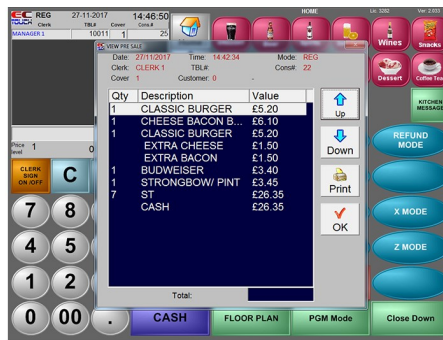 REG
27-11-2017
14:46:50
HOME
Lic. 3282
Ver: 2.033
Clerk
TBL#
Cover
Cons.#
MANAGER 1
10011
1
25
VIEW PRE SALE
Date: 27/11/2017 Time: 14:42:34 Mode: REG
Clerk: CLERK 1 TBL#: Cons#: 22
Cover 1 Customer: 0 -
Qty Description Value
1 CLASSIC BURGER £5.20
1 CHEESE BACON B... £6.10
1 CLASSIC BURGER £5.20
EXTRA CHEESE £1.50
EXTRA BACON £1.50
1 BUDWEISER £3.40
1 STRONGBOW/ PINT £3.45
7 ST £26.35
CASH £26.35
Total:
Up
Down
Print
OK
Wines
Snacks
Dessert
Coffee Tea
KITCHEN
MESSAGE
REFUND
MODE
X MODE
Z MODE
Price
level
1
0
CLERK
SIGN
ON /OFF
C
7
8
4
5
1
2
0
00
.
CASH
FLOOR PLAN
PGM Mode
Close Down